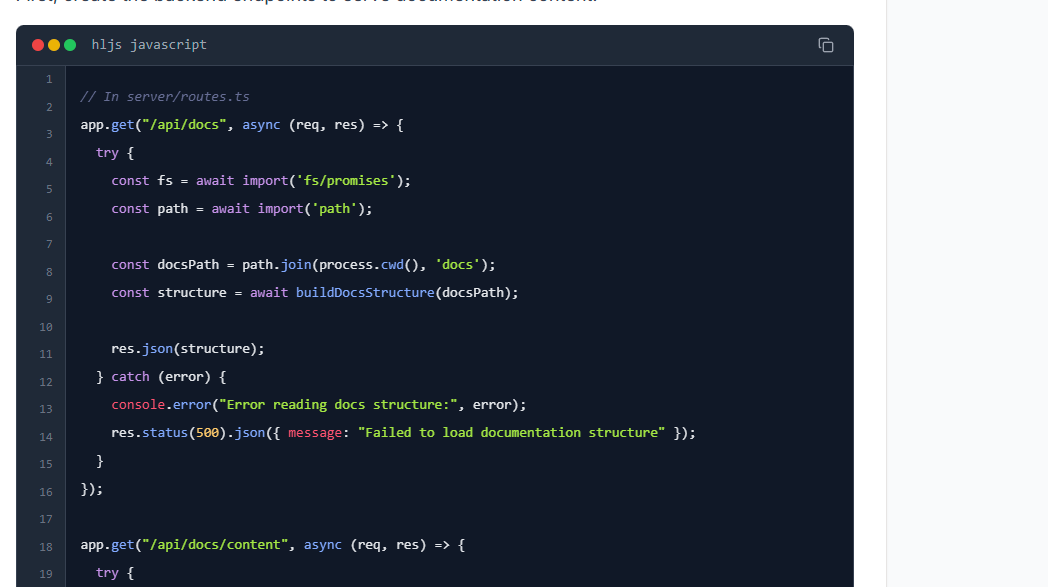 hljs javascript
1
2
3
4
5
6
7
8
9
10
11
12
13
14
15
16
17
18
19
// In server/routes.ts
app.get("/api/docs", async (req, res) => {
  try {
    const fs = await import('fs/promises');
    const path = await import('path');

    const docsPath = path.join(process.cwd(), 'docs');
    const structure = await buildDocsStructure(docsPath);

    res.json(structure);
  } catch (error) {
    console.error("Error reading docs structure:", error);
    res.status(500).json({ message: "Failed to load documentation structure" });
  }
});

app.get("/api/docs/content", async (req, res) => {
  try {